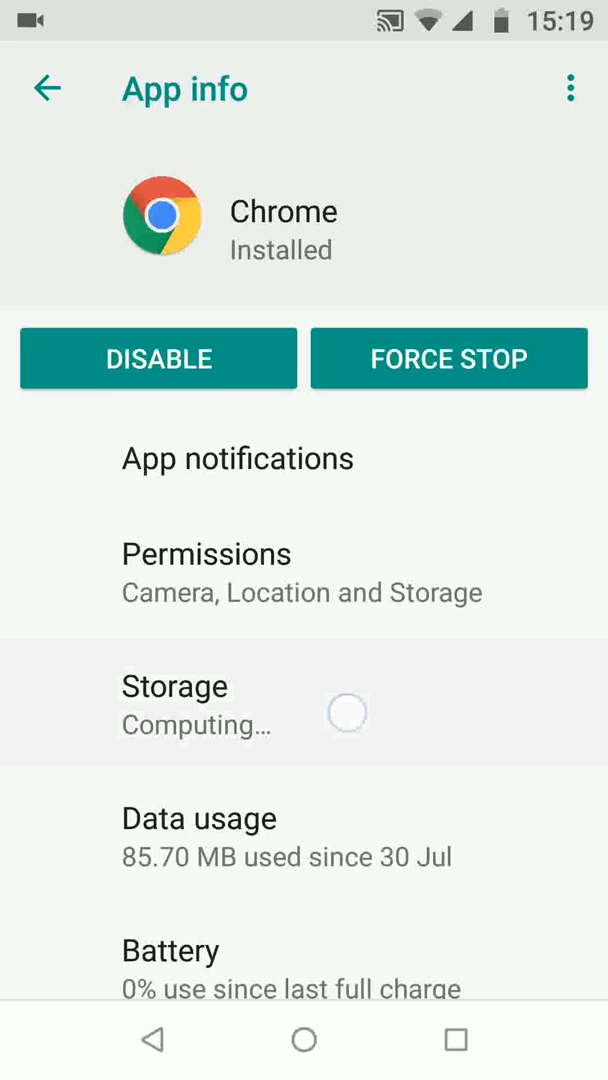 15:19
App info
Chrome
Installed
DISABLE
FORCE STOP
App notifications
Permissions
Camera, Location and Storage
Storage
Computing...
Data usage
85.70 MB used since 30 Jul
Battery
0% use since last full charge